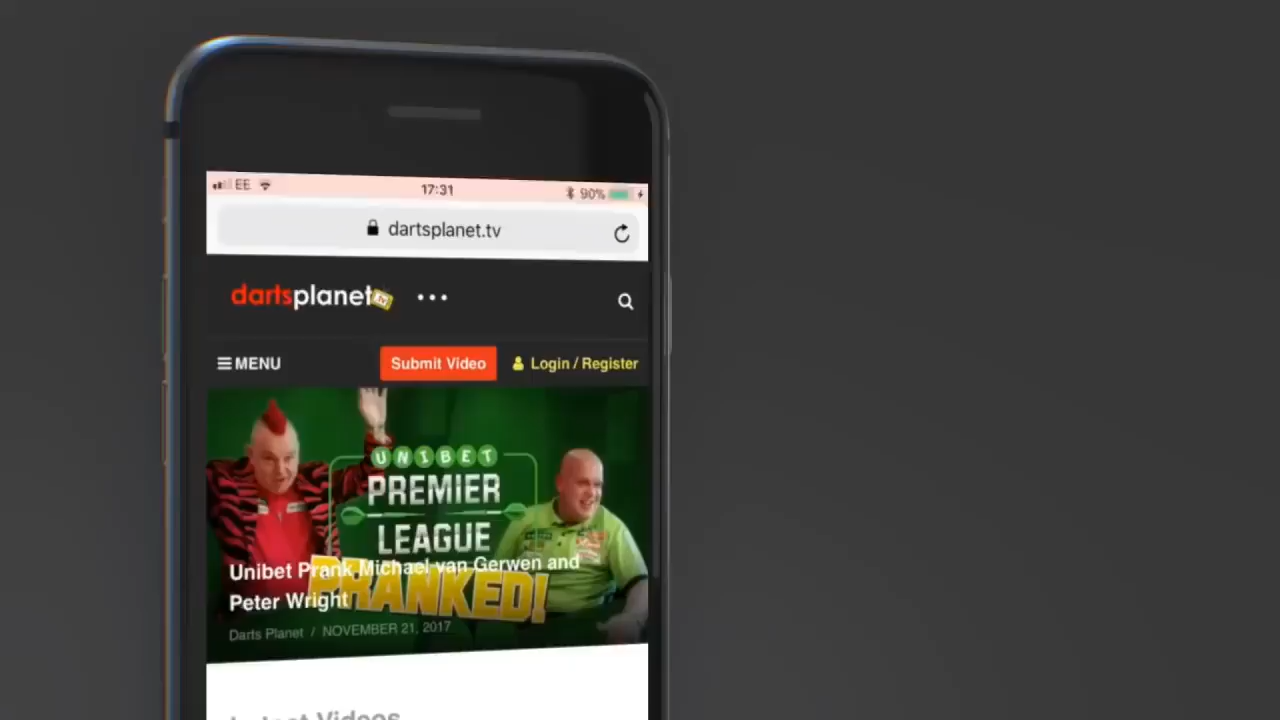 EE 17:31 90%
dartsplanet.tv
dartsplanet.tv •••
MENU Submit Video Login / Register
UNIBET
PREMIER
LEAGUE
PRANKED!
Unibet Prank Michael van Gerwen and
Peter Wright
Darts Planet / NOVEMBER 21, 2017
Latest Videos